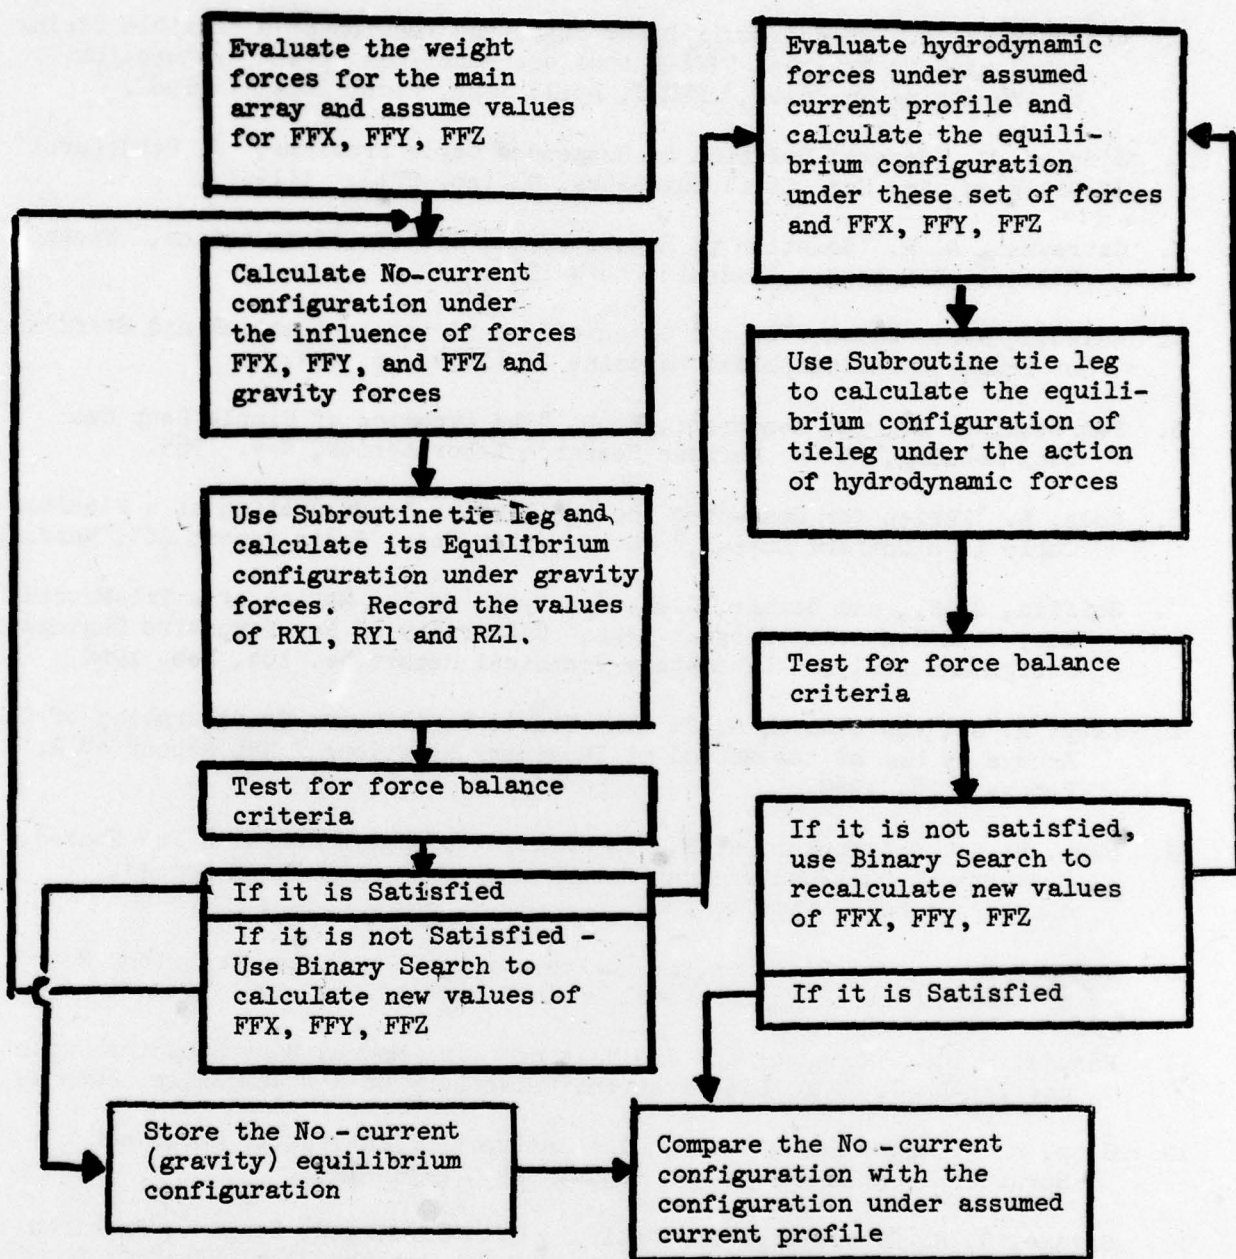 Evaluate the weight
forces for the main
array and assume values
for FFX, FFY, FFZ
Calculate No-current
configuration under
the influence of forces
FFX, FFY, and FFZ and
gravity forces
Use Subroutine tie leg and
calculate its Equilibrium
configuration under gravity
forces. Record the values
of RX1, RY1 and RZ1.
Test for force balance
criteria
If it is Satisfied
If it is not Satisfied -
Use Binary Search to
calculate new values of
FFX, FFY, FFZ
Store the No-current
(gravity) equilibrium
configuration
Evaluate hydrodynamic
forces under assumed
current profile and
calculate the equili-
brium configuration
under these set of forces
and FFX, FFY, FFZ
Use Subroutine tie leg
to calculate the equili-
brium configuration of
tieleg under the action
of hydrodynamic forces
Test for force balance
criteria
If it is not satisfied,
use Binary Search to
recalculate new values
of FFX, FFY, FFZ
If it is Satisfied
Compare the No-current
configuration with the
configuration under assumed
current profile